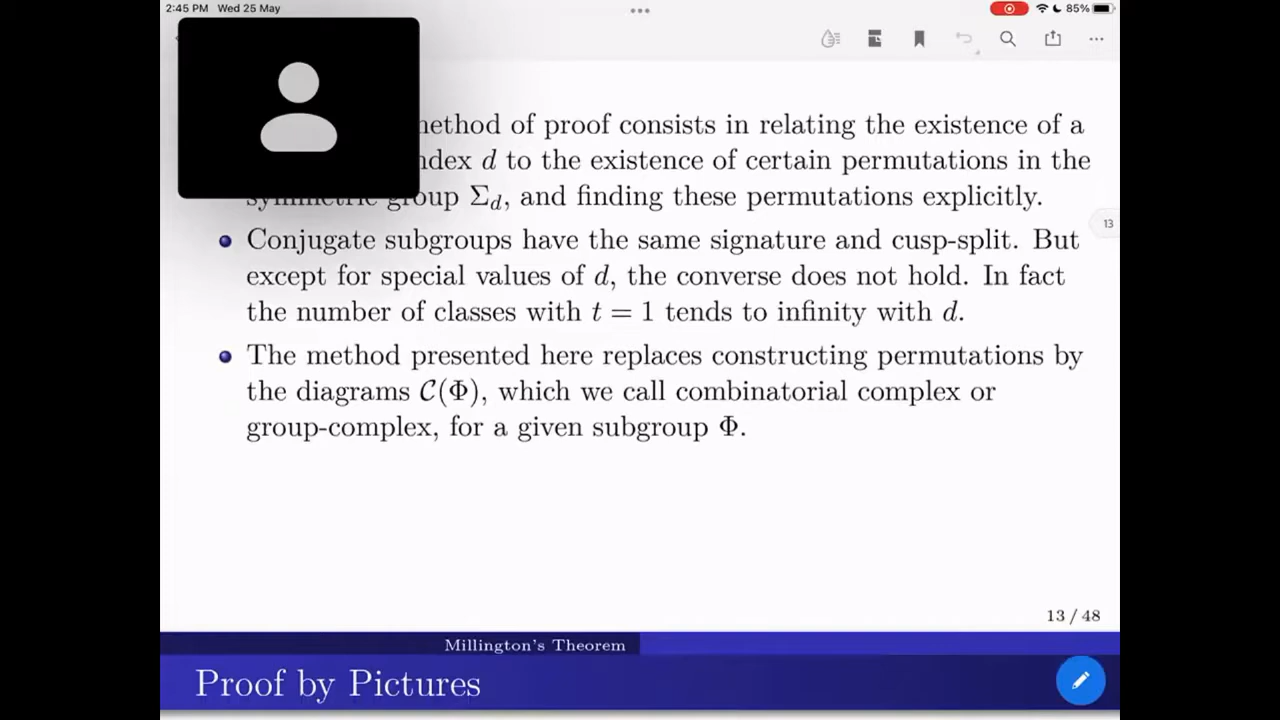 2:45 PM Wed 25 May
85%
method of proof consists in relating the existence of a
index d to the existence of certain permutations in the
symmetric group Σ_d, and finding these permutations explicitly.
13
Conjugate subgroups have the same signature and cusp-split. But
except for special values of d, the converse does not hold. In fact
the number of classes with t = 1 tends to infinity with d.
The method presented here replaces constructing permutations by
the diagrams 𝒞(Φ), which we call combinatorial complex or
group-complex, for a given subgroup Φ.
13 / 48
Millington's Theorem
Proof by Pictures